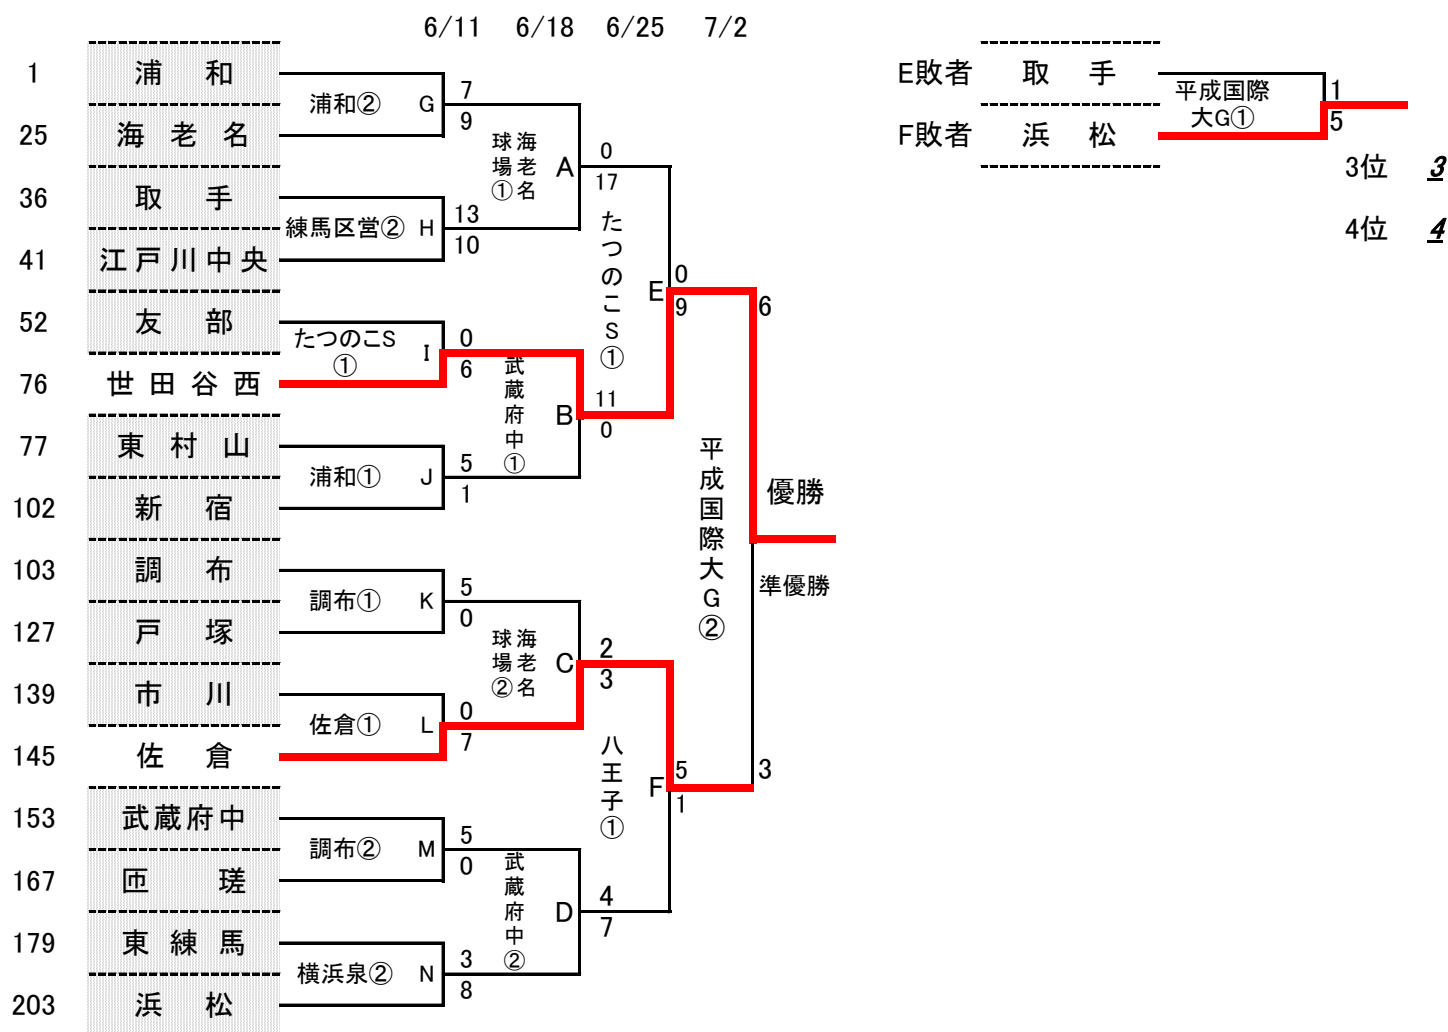 6/11 6/18 6/25 7/2
1 浦和
25 海老名
36 取手
41 江戸川中央
52 友部
76 世田谷西
77 東村山
102 新宿
103 調布
127 戸塚
139 市川
145 佐倉
153 武蔵府中
167 匝瑳
179 東練馬
203 浜松
浦和② G 7 9
練馬区営② H 13 10
たつのこS① I 0 6
浦和① J 5 1
調布① K 5 0
佐倉① L 0 7
調布② M 5 0
横浜泉② N 3 8
海老名球場① A 0 17
武蔵府中① B 11 0
海老名球場② C 2 3
武蔵府中② D 4 7
たつのこS① E 0 9
八王子① F 5 1
平成国際大G② 6 3
優勝
準優勝
E敗者 取手
F敗者 浜松
平成国際大G① 1 5
3位 3
4位 4